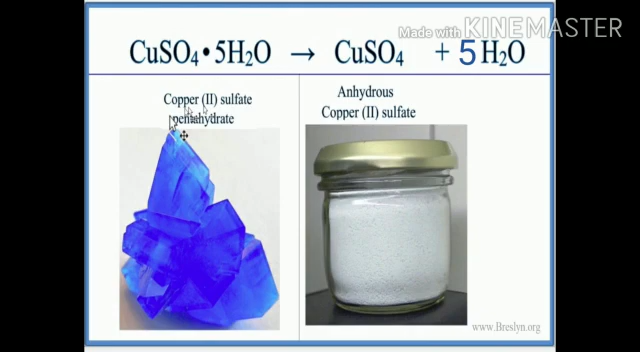 Made with KINEMASTER
CuSO₄ • 5H₂O → CuSO₄ + 5 H₂O
Copper (II) sulfate
pentahydrate
Anhydrous
Copper (II) sulfate
www.Breslyn.org